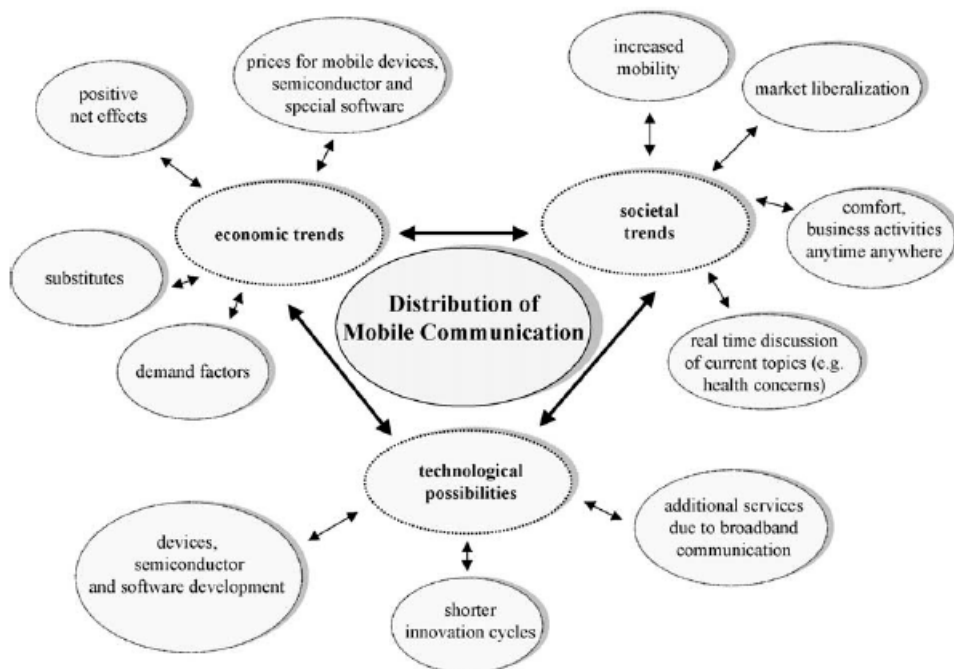 prices for mobile devices,
semiconductor and
special software
positive
net effects
economic trends
substitutes
demand factors
increased
mobility
market liberalization
societal
trends
comfort,
business activities
anytime anywhere
real time discussion
of current topics (e.g.
health concerns)
Distribution of
Mobile Communication
technological
possibilities
devices,
semiconductor
and software development
shorter
innovation cycles
additional services
due to broadband
communication